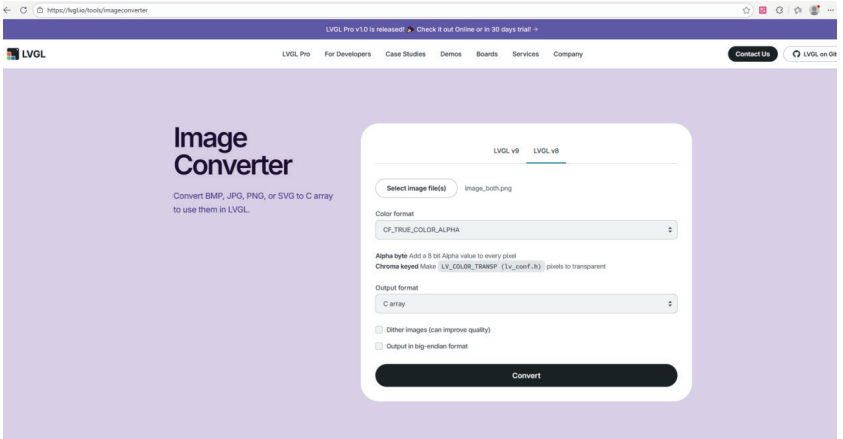 https://lvgl.io/tools/imageconverter
LVGL Pro v1.0 is released! Check it out Online or in 30 days trial! →
LVGL
LVGL Pro
For Developers
Case Studies
Demos
Boards
Services
Company
Contact Us
LVGL on Git
Image
Converter
Convert BMP, JPG, PNG, or SVG to C array
to use them in LVGL.
LVGL v9
LVGL v8
Select image file(s)
image_both.png
Color format
CF_TRUE_COLOR_ALPHA
Alpha byte Add a 8 bit Alpha value to every pixel
Chroma keyed Make LV_COLOR_TRANSP (lv_conf.h) pixels to transparent
Output format
C array
Dither images (can improve quality)
Output in big-endian format
Convert